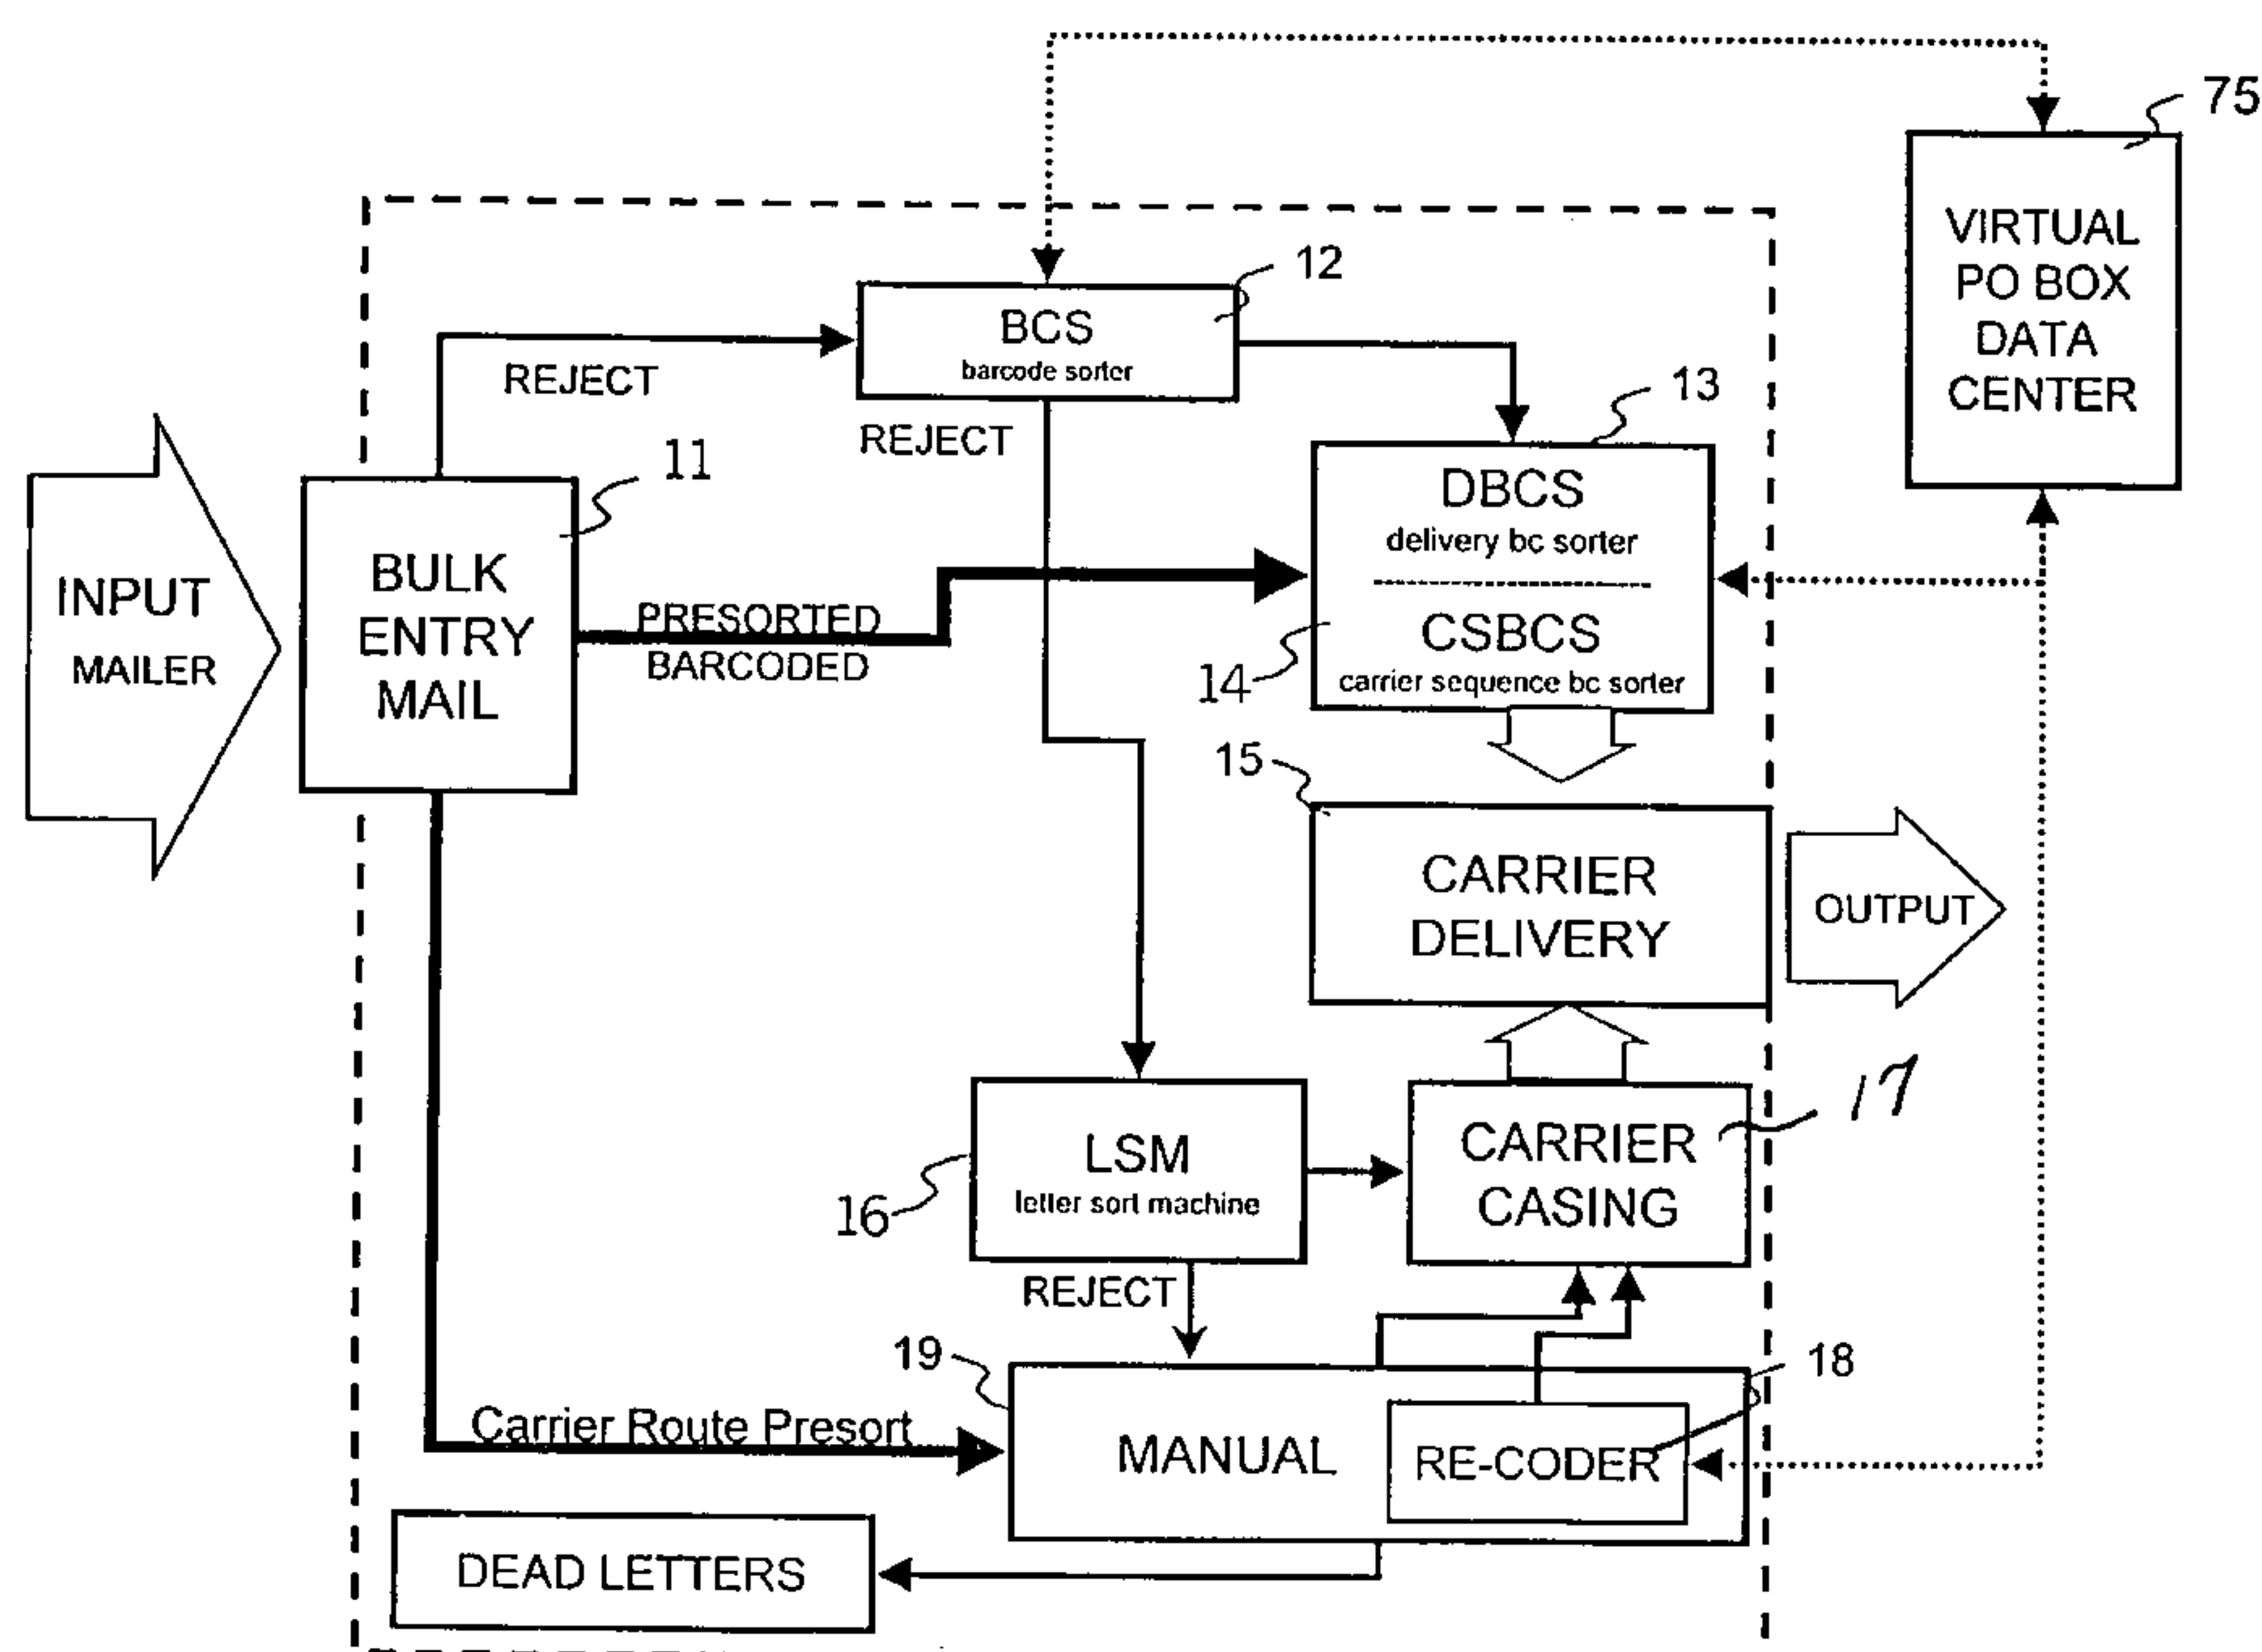 75
VIRTUAL
PO BOX
DATA
CENTER
12
BCS
barcode sorter
REJECT
REJECT
13
11
DBCS
delivery bc sorter
CSBCS
carrier sequence bc sorter
14
INPUT
MAILER
BULK
ENTRY
MAIL
PRESORTED
BARCODED
15
CARRIER
DELIVERY
OUTPUT
17
LSM
letter sort machine
16
CARRIER
CASING
REJECT
19
18
Carrier Route Presort
MANUAL
RE-CODER
DEAD LETTERS